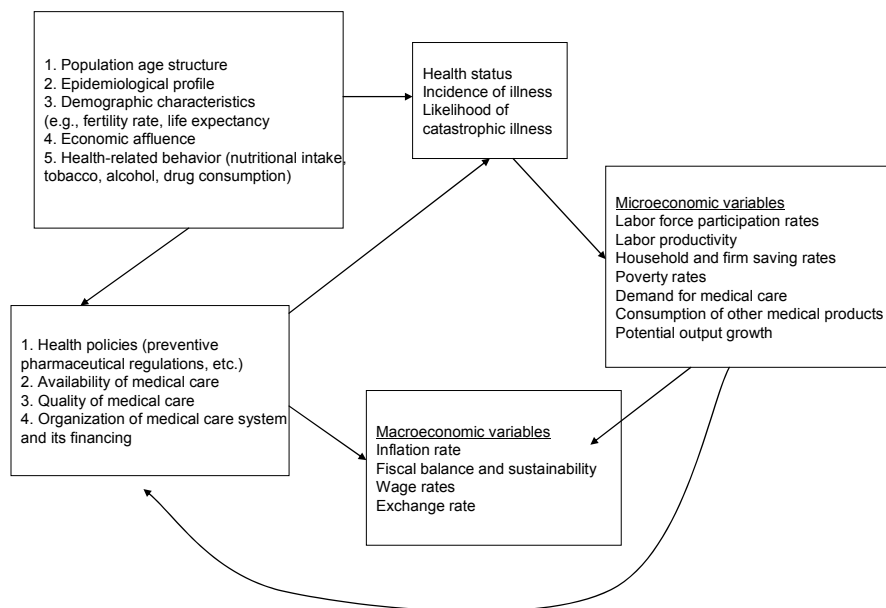 1. Population age structure
2. Epidemiological profile
3. Demographic characteristics
(e.g., fertility rate, life expectancy
4. Economic affluence
5. Health-related behavior (nutritional intake,
tobacco, alcohol, drug consumption)
Health status
Incidence of illness
Likelihood of
catastrophic illness
Microeconomic variables
Labor force participation rates
Labor productivity
Household and firm saving rates
Poverty rates
Demand for medical care
Consumption of other medical products
Potential output growth
1. Health policies (preventive
pharmaceutical regulations, etc.)
2. Availability of medical care
3. Quality of medical care
4. Organization of medical care system
and its financing
Macroeconomic variables
Inflation rate
Fiscal balance and sustainability
Wage rates
Exchange rate